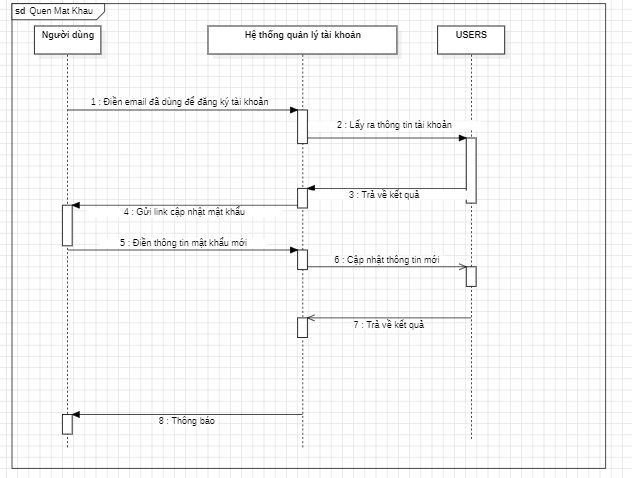 sd Quen Mat Khau
Người dùng
Hệ thống quản lý tài khoản
USERS
1 : Điền email đã dùng để đăng ký tài khoản
2 : Lấy ra thông tin tài khoản
3 : Trả về kết quả
4 : Gửi link cập nhật mật khẩu
5 : Điền thông tin mật khẩu mới
6 : Cập nhật thông tin mới
7 : Trả về kết quả
8 : Thông báo